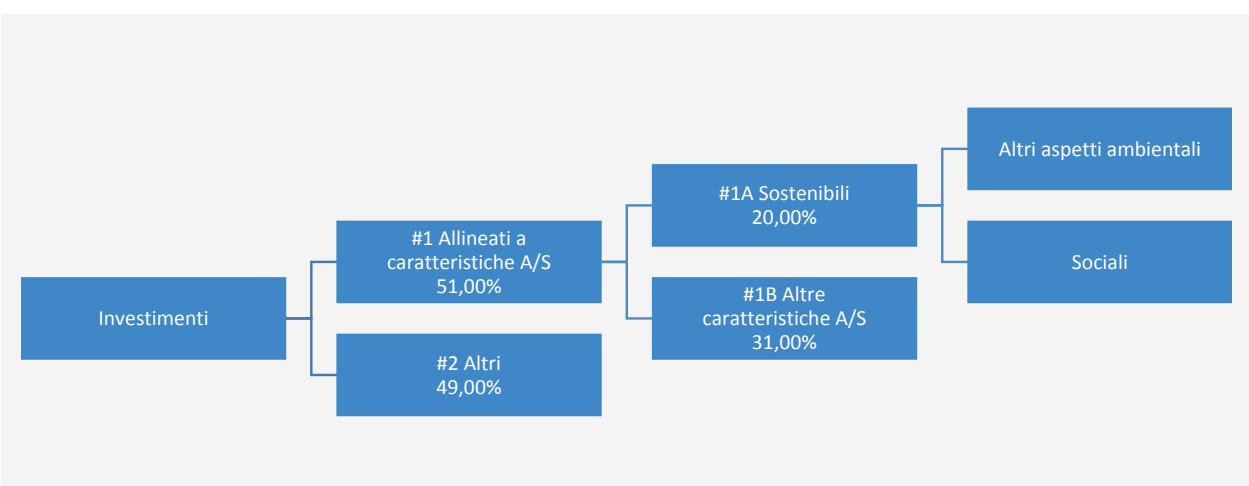 Investimenti
#1 Allineati a
caratteristiche A/S
51,00%
#2 Altri
49,00%
#1A Sostenibili
20,00%
#1B Altre
caratteristiche A/S
31,00%
Altri aspetti ambientali
Sociali